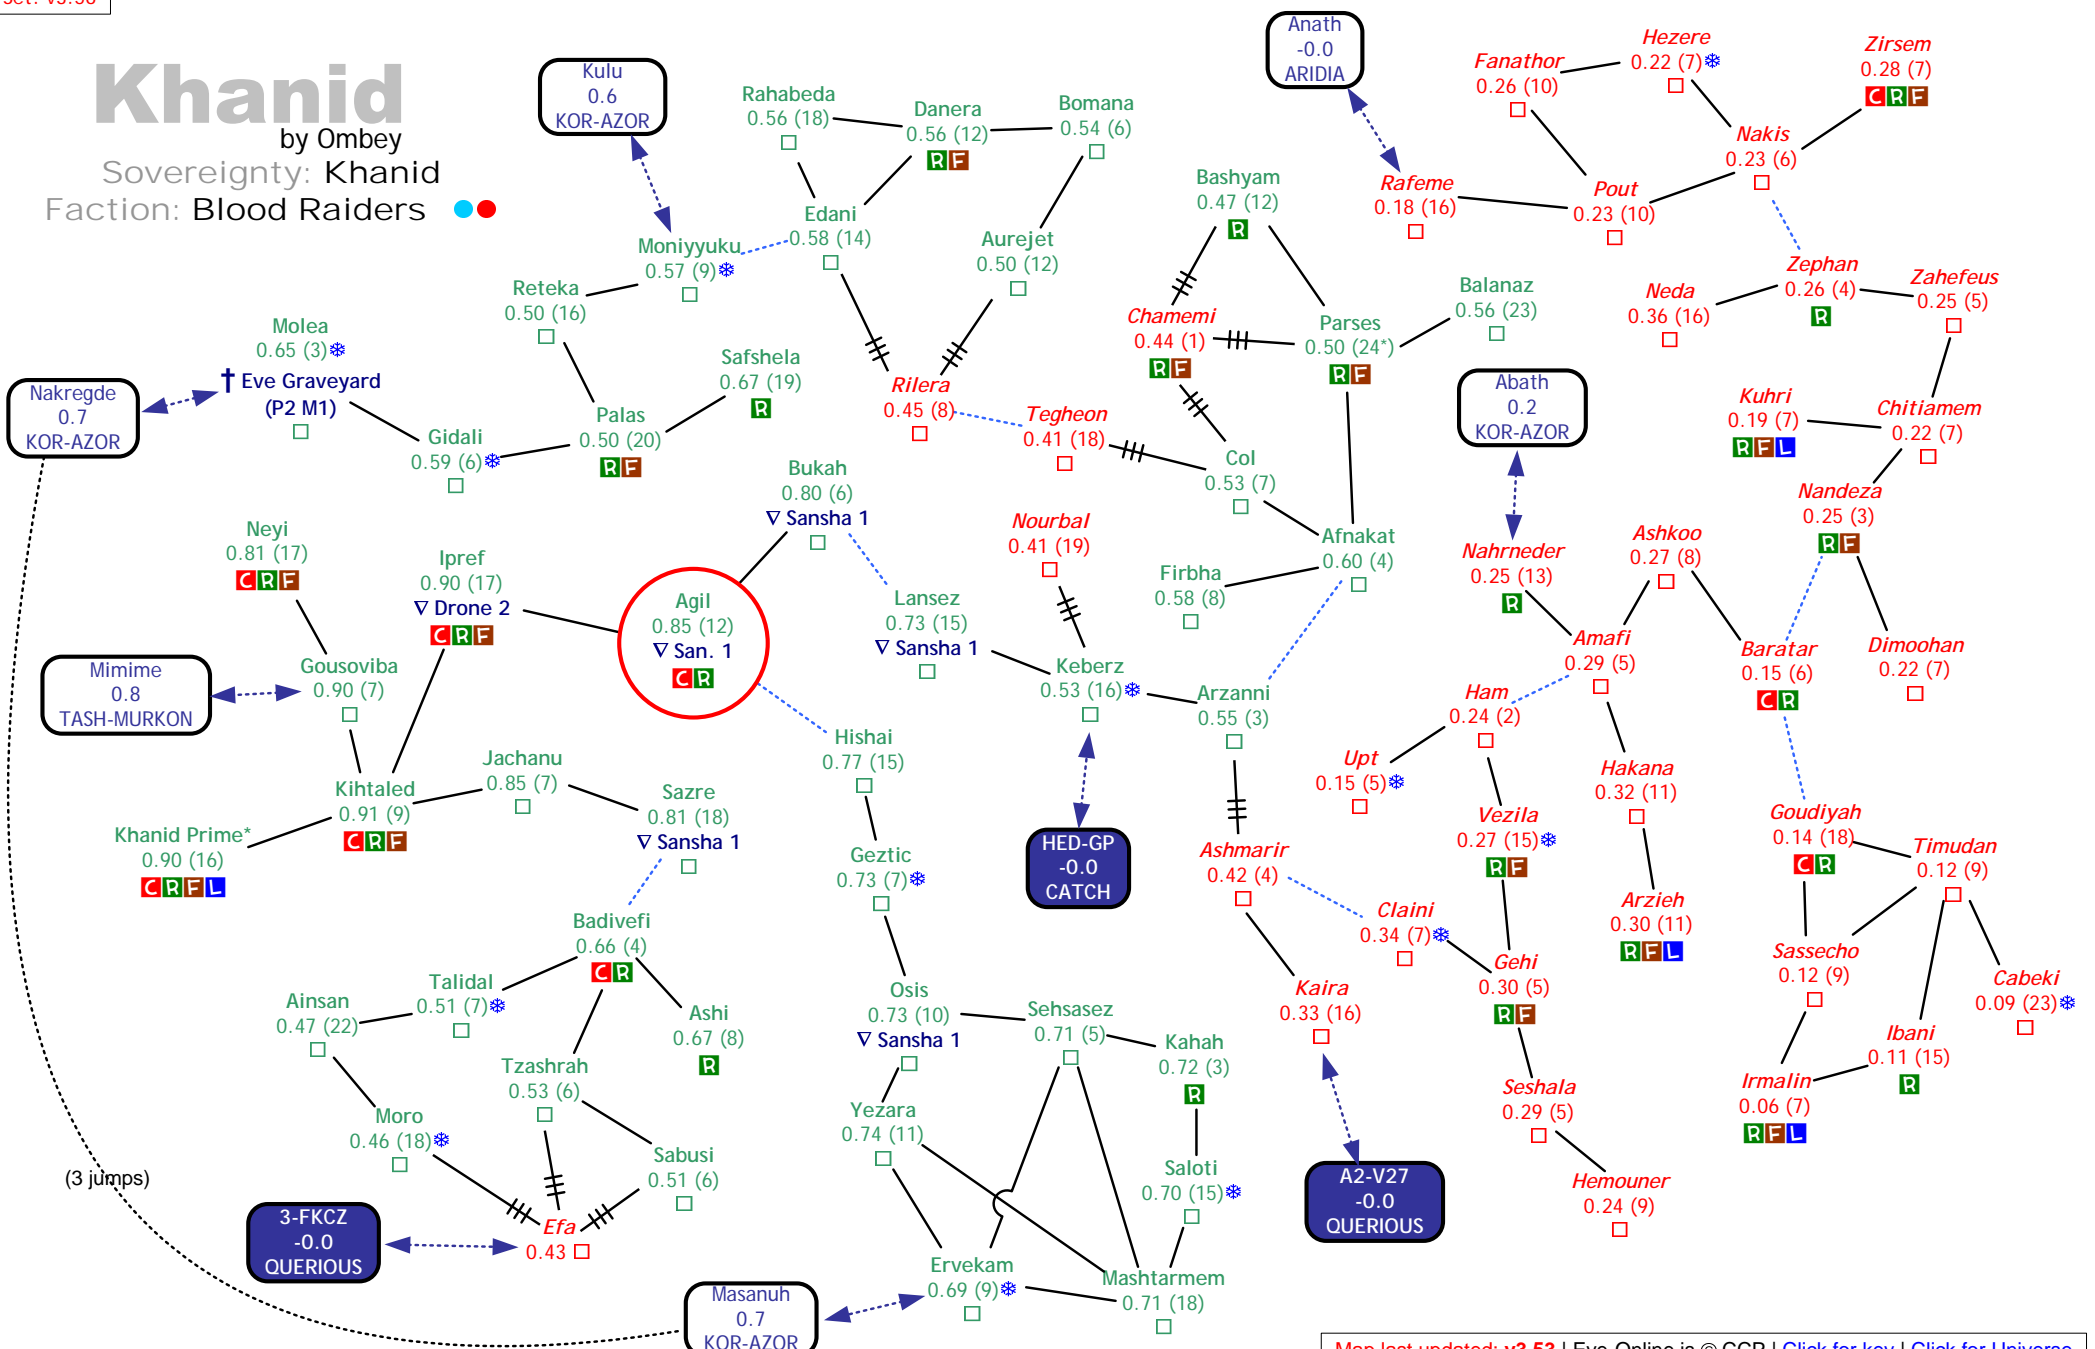 Khanid
by Ombey
Sovereignty: Khanid
Faction: Blood Raiders
Kulu
0.6
KOR-AZOR
Rahabeda
0.56 (18)
Danera
0.56 (12)
R F
Bomana
0.54 (6)
Anath
-0.0
ARIDIA
Fanathor
0.26 (10)
Hezere
0.22 (7)
Zirsem
0.28 (7)
C R F
Nakis
0.23 (6)
Rafeme
0.18 (16)
Pout
0.23 (10)
Bashyam
0.47 (12)
R
Edani
0.58 (14)
Moniyyuku
0.57 (9)
Aurejet
0.50 (12)
Reteka
0.50 (16)
Molea
0.65 (3)
† Eve Graveyard
(P2 M1)
Nakregde
0.7
KOR-AZOR
Gidali
0.59 (6)
Palas
0.50 (20)
R F
Safshela
0.67 (19)
R
Rilera
0.45 (8)
Tegheon
0.41 (18)
Chamemi
0.44 (1)
R F
Parses
0.50 (24*)
R F
Balanaz
0.56 (23)
Neda
0.36 (16)
Zephan
0.26 (4)
R
Zahefeus
0.25 (5)
Abath
0.2
KOR-AZOR
Kuhri
0.19 (7)
R F L
Chitiamem
0.22 (7)
Nandeza
0.25 (3)
R F
Col
0.53 (7)
Bukah
0.80 (6)
∇ Sansha 1
Neyi
0.81 (17)
C R F
Ipref
0.90 (17)
∇ Drone 2
C R F
Agil
0.85 (12)
∇ San. 1
C R
Lansez
0.73 (15)
∇ Sansha 1
Nourbal
0.41 (19)
Keberz
0.53 (16)
Firbha
0.58 (8)
Afnakat
0.60 (4)
Arzanni
0.55 (3)
Nahrneder
0.25 (13)
R
Ashkoo
0.27 (8)
Amafi
0.29 (5)
Baratar
0.15 (6)
C R
Dimoohan
0.22 (7)
Mimime
0.8
TASH-MURKON
Gousoviba
0.90 (7)
Kihtaled
0.91 (9)
C R F
Khanid Prime*
0.90 (16)
C R F L
Jachanu
0.85 (7)
Sazre
0.81 (18)
∇ Sansha 1
Hishai
0.77 (15)
Geztic
0.73 (7)
HED-GP
-0.0
CATCH
Ashmarir
0.42 (4)
Ham
0.24 (2)
Upt
0.15 (5)
Vezila
0.27 (15)
R F
Hakana
0.32 (11)
Arzieh
0.30 (11)
R F L
Goudiyah
0.14 (18)
C R
Timudan
0.12 (9)
Claini
0.34 (7)
Gehi
0.30 (5)
R F
Kaira
0.33 (16)
Sassecho
0.12 (9)
Cabeki
0.09 (23)
Ibani
0.11 (15)
R
Irmalin
0.06 (7)
R F L
Badivefi
0.66 (4)
C R
Talidal
0.51 (7)
Ainsan
0.47 (22)
Ashi
0.67 (8)
R
Tzashrah
0.53 (6)
Moro
0.46 (18)
Sabusi
0.51 (6)
Osis
0.73 (10)
∇ Sansha 1
Sehsasez
0.71 (5)
Kahah
0.72 (3)
R
Yezara
0.74 (11)
Saloti
0.70 (15)
Seshala
0.29 (5)
Hemouner
0.24 (9)
A2-V27
-0.0
QUERIOUS
(3 jumps)
3-FKCZ
-0.0
QUERIOUS
Efa
0.43
Masanuh
0.7
KOR-AZOR
Ervekam
0.69 (9)
Mashtarmem
0.71 (18)